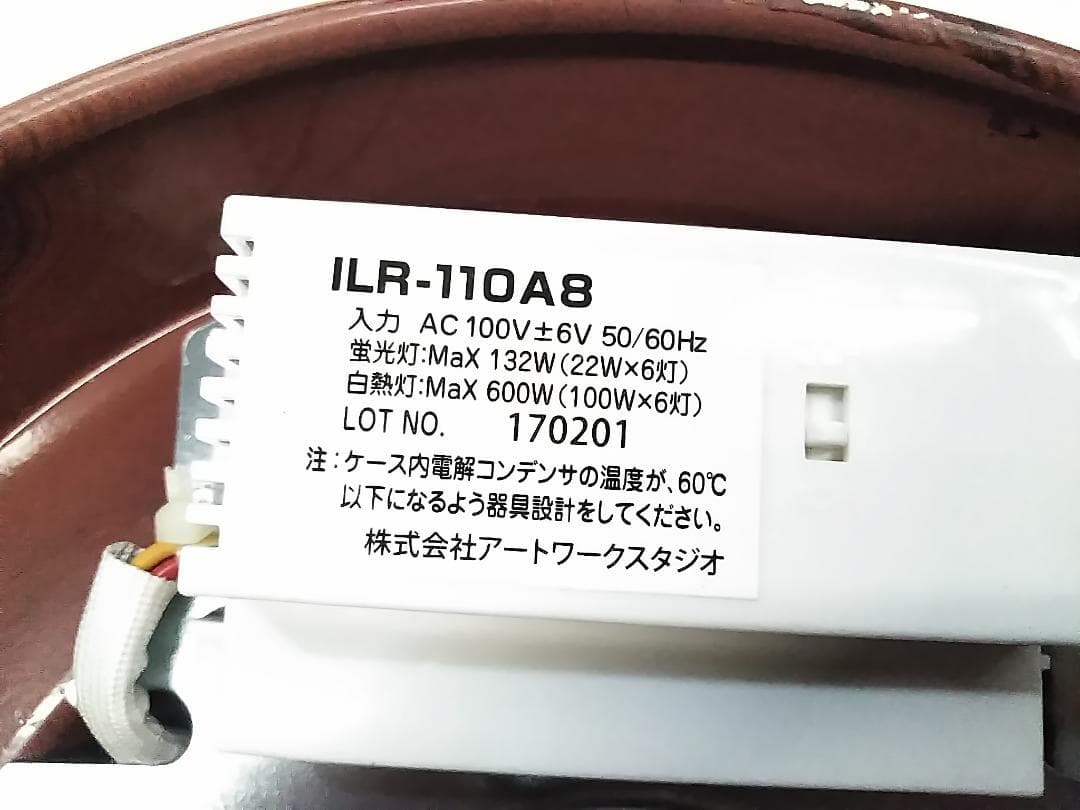 ILR-110A8
入力 AC 100V±6V 50/60Hz
蛍光灯:MaX 132W(22W×6灯)
白熱灯:MaX 600W(100W×6灯)
LOT NO. 170201
注:ケース内電解コンデンサの温度が、60℃
以下になるよう器具設計をしてください。
株式会社アートワークスタジオ